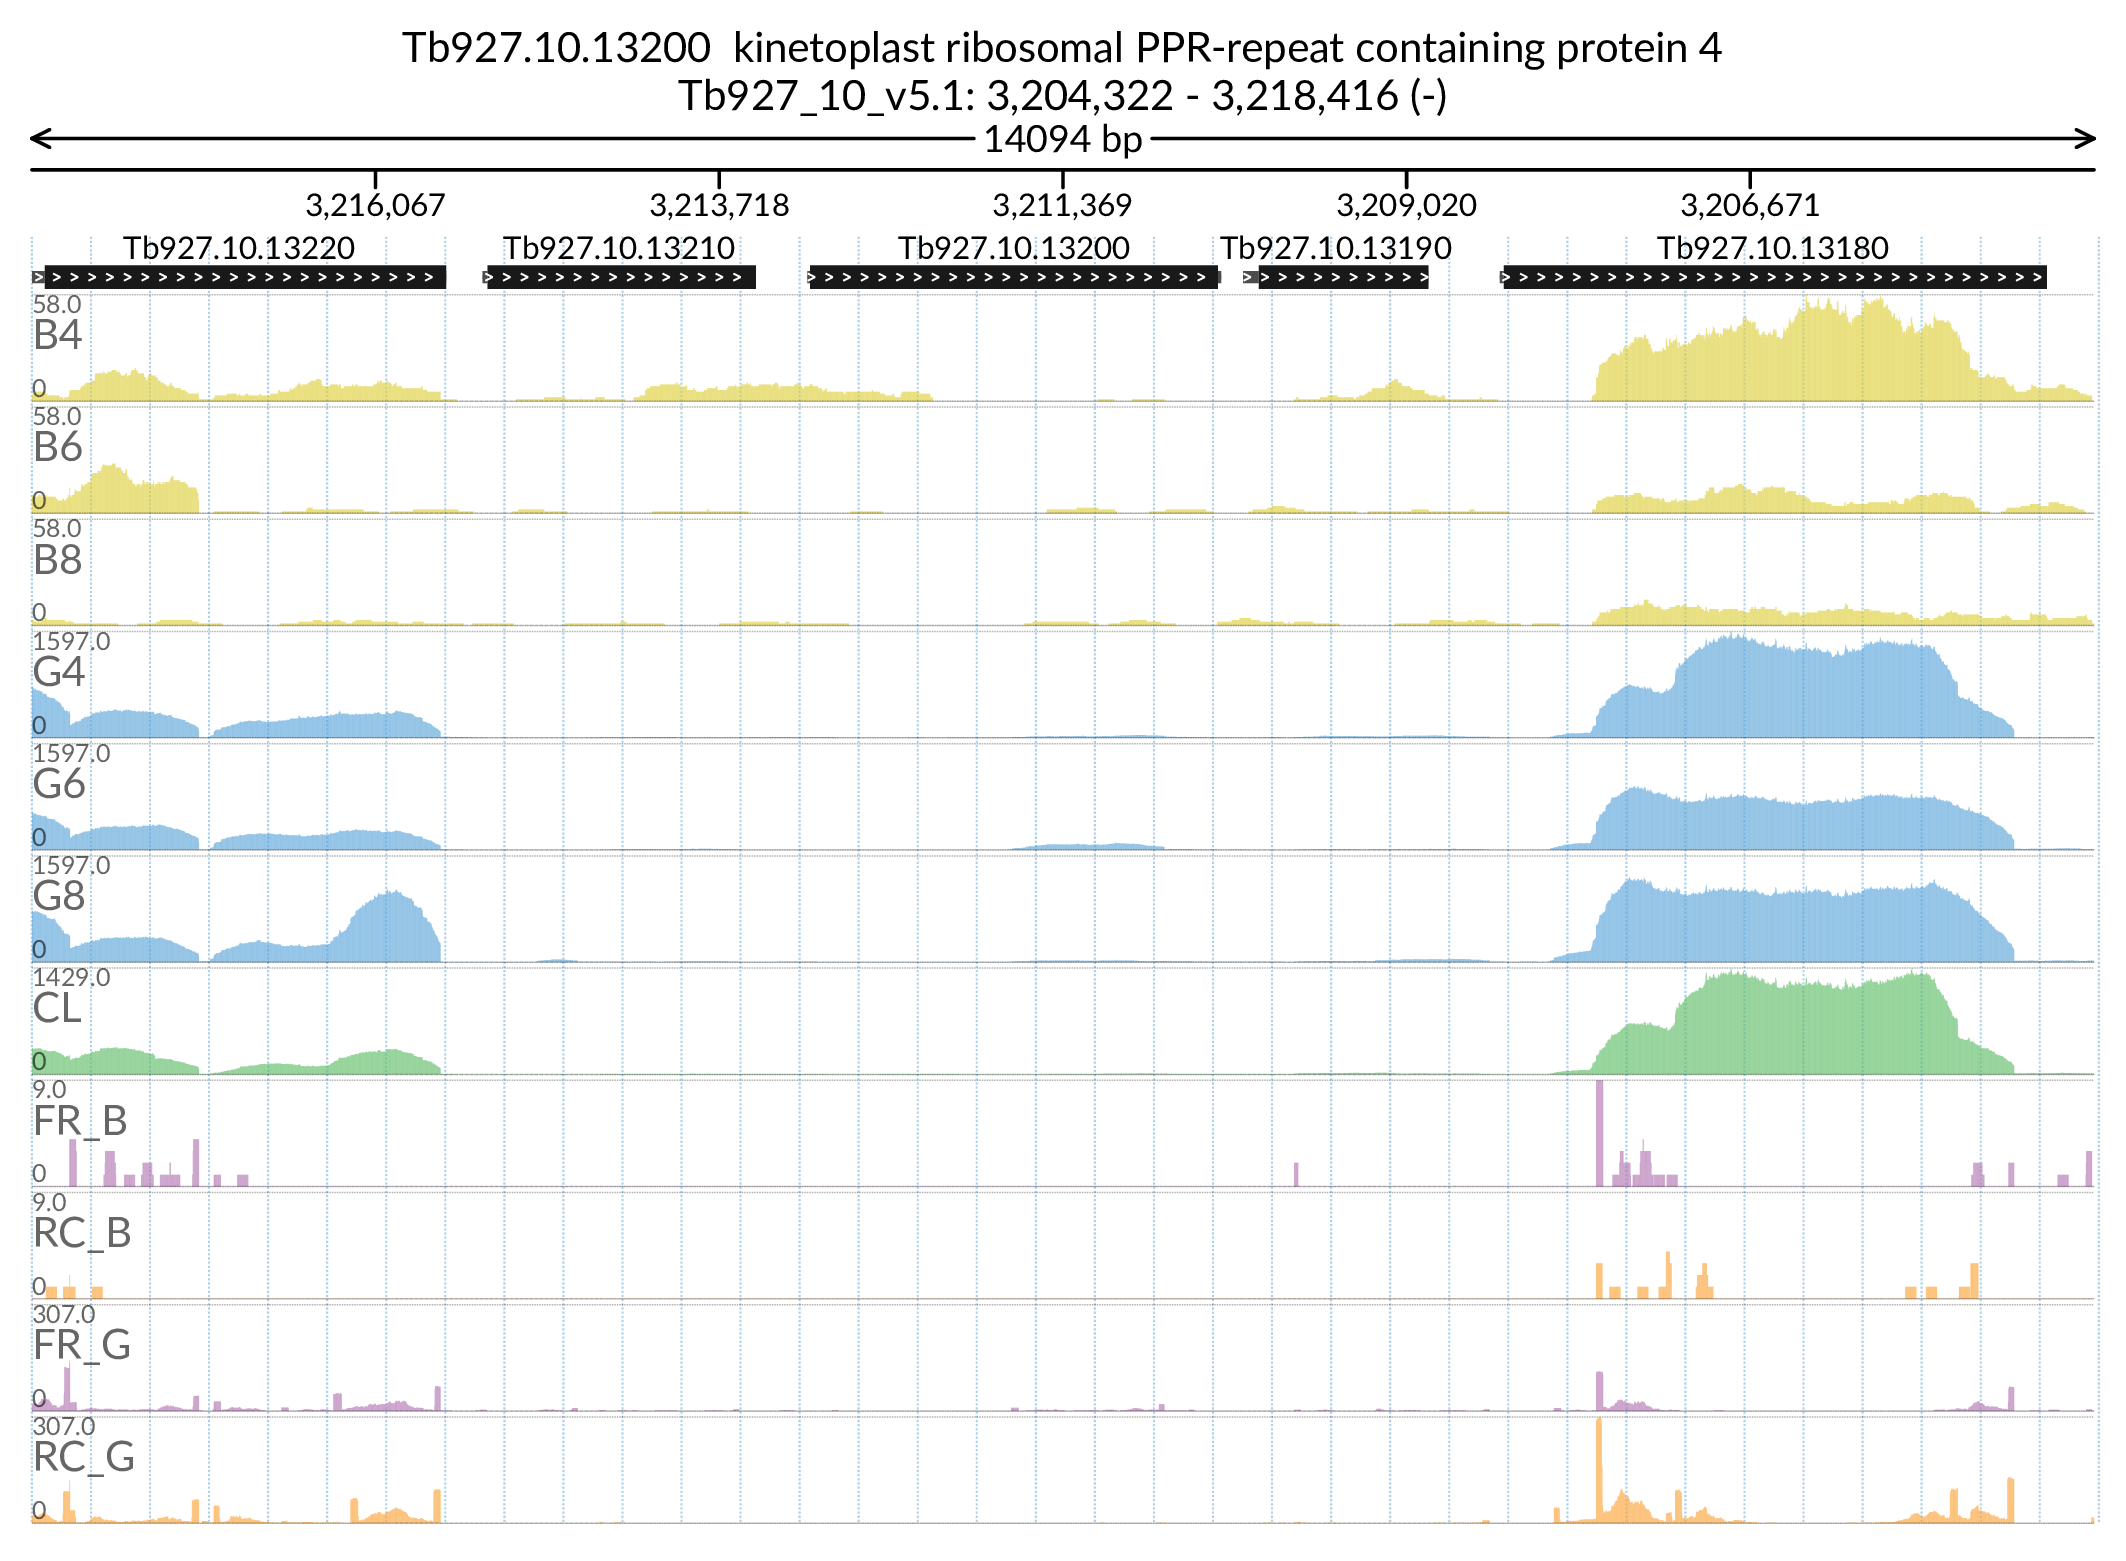 Tb927.10.13200 kinetoplast ribosomal PPR-repeat containing protein 4
Tb927_10_v5.1: 3,204,322 - 3,218,416 (-)
14094 bp
3,216,067 3,213,718 3,211,369 3,209,020 3,206,671
Tb927.10.13220 Tb927.10.13210 Tb927.10.13200 Tb927.10.13190 Tb927.10.13180
58.0
B4
0
58.0
B6
0
58.0
B8
0
1597.0
G4
0
1597.0
G6
0
1597.0
G8
0
1429.0
CL
0
9.0
FR_B
0
9.0
RC_B
0
307.0
FR_G
0
307.0
RC_G
0